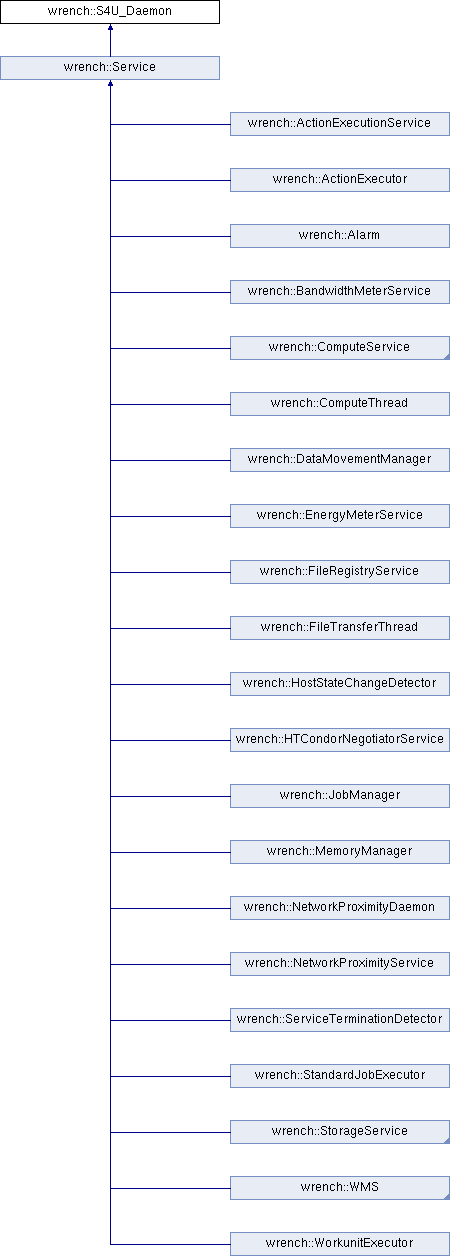 wrench::S4U_Daemon
wrench::Service
wrench::ActionExecutionService
wrench::ActionExecutor
wrench::Alarm
wrench::BandwidthMeterService
wrench::ComputeService
wrench::ComputeThread
wrench::DataMovementManager
wrench::EnergyMeterService
wrench::FileRegistryService
wrench::FileTransferThread
wrench::HostStateChangeDetector
wrench::HTCondorNegotiatorService
wrench::JobManager
wrench::MemoryManager
wrench::NetworkProximityDaemon
wrench::NetworkProximityService
wrench::ServiceTerminationDetector
wrench::StandardJobExecutor
wrench::StorageService
wrench::WMS
wrench::WorkunitExecutor